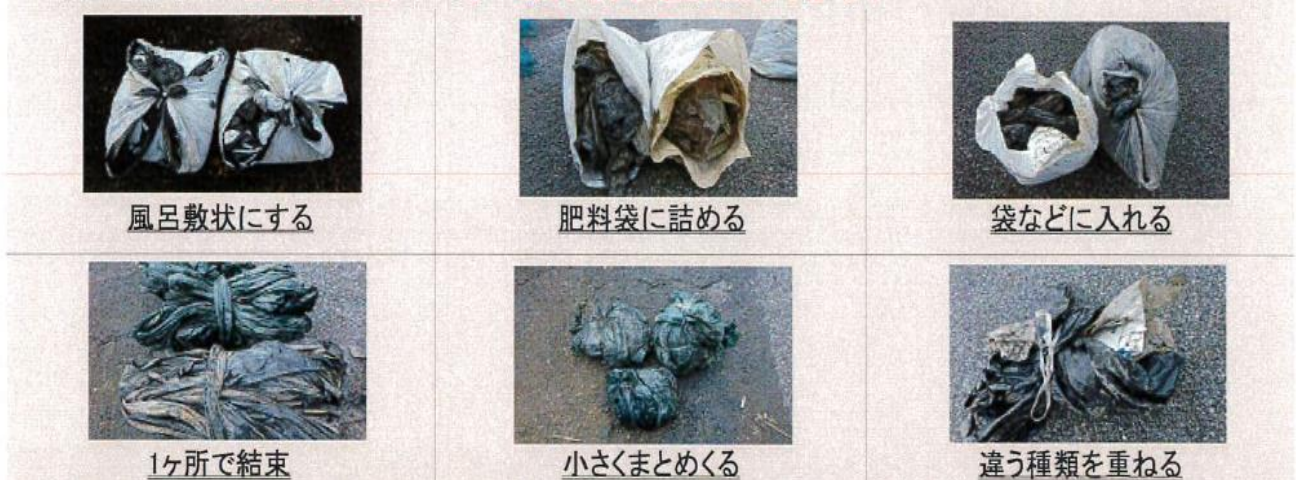 風呂敷状にする
肥料袋に詰める
袋などに入れる
1ヶ所で結束
小さくまとめくる
違う種類を重ねる